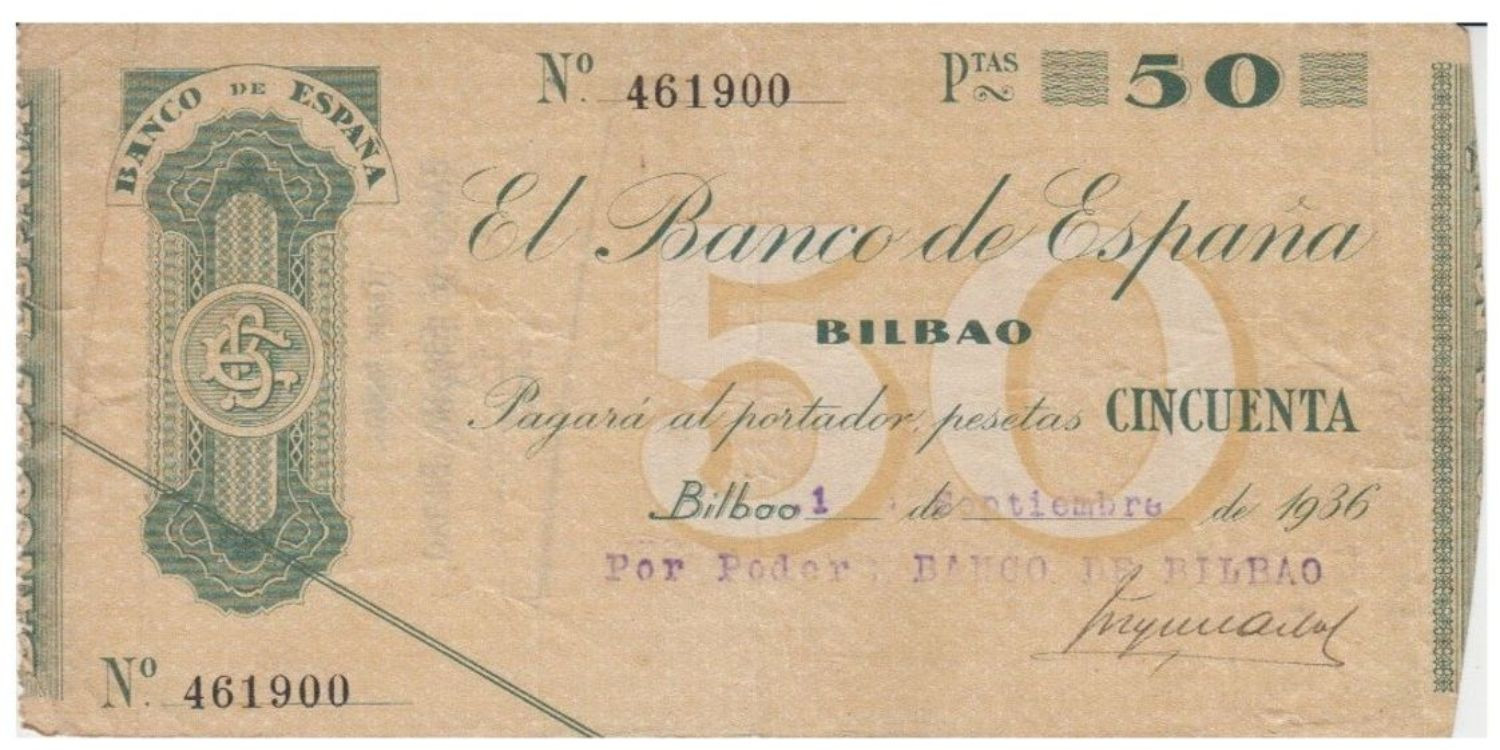 BANCO DE ESPAÑA
Nº. 461900
PTAS 50
El Banco de España
50
BILBAO
Pagará al portador, pesetas CINCUENTA
Bilbao 1 de Septiembre de 1936
Por Poder: BANCO DE BILBAO
Nº. 461900